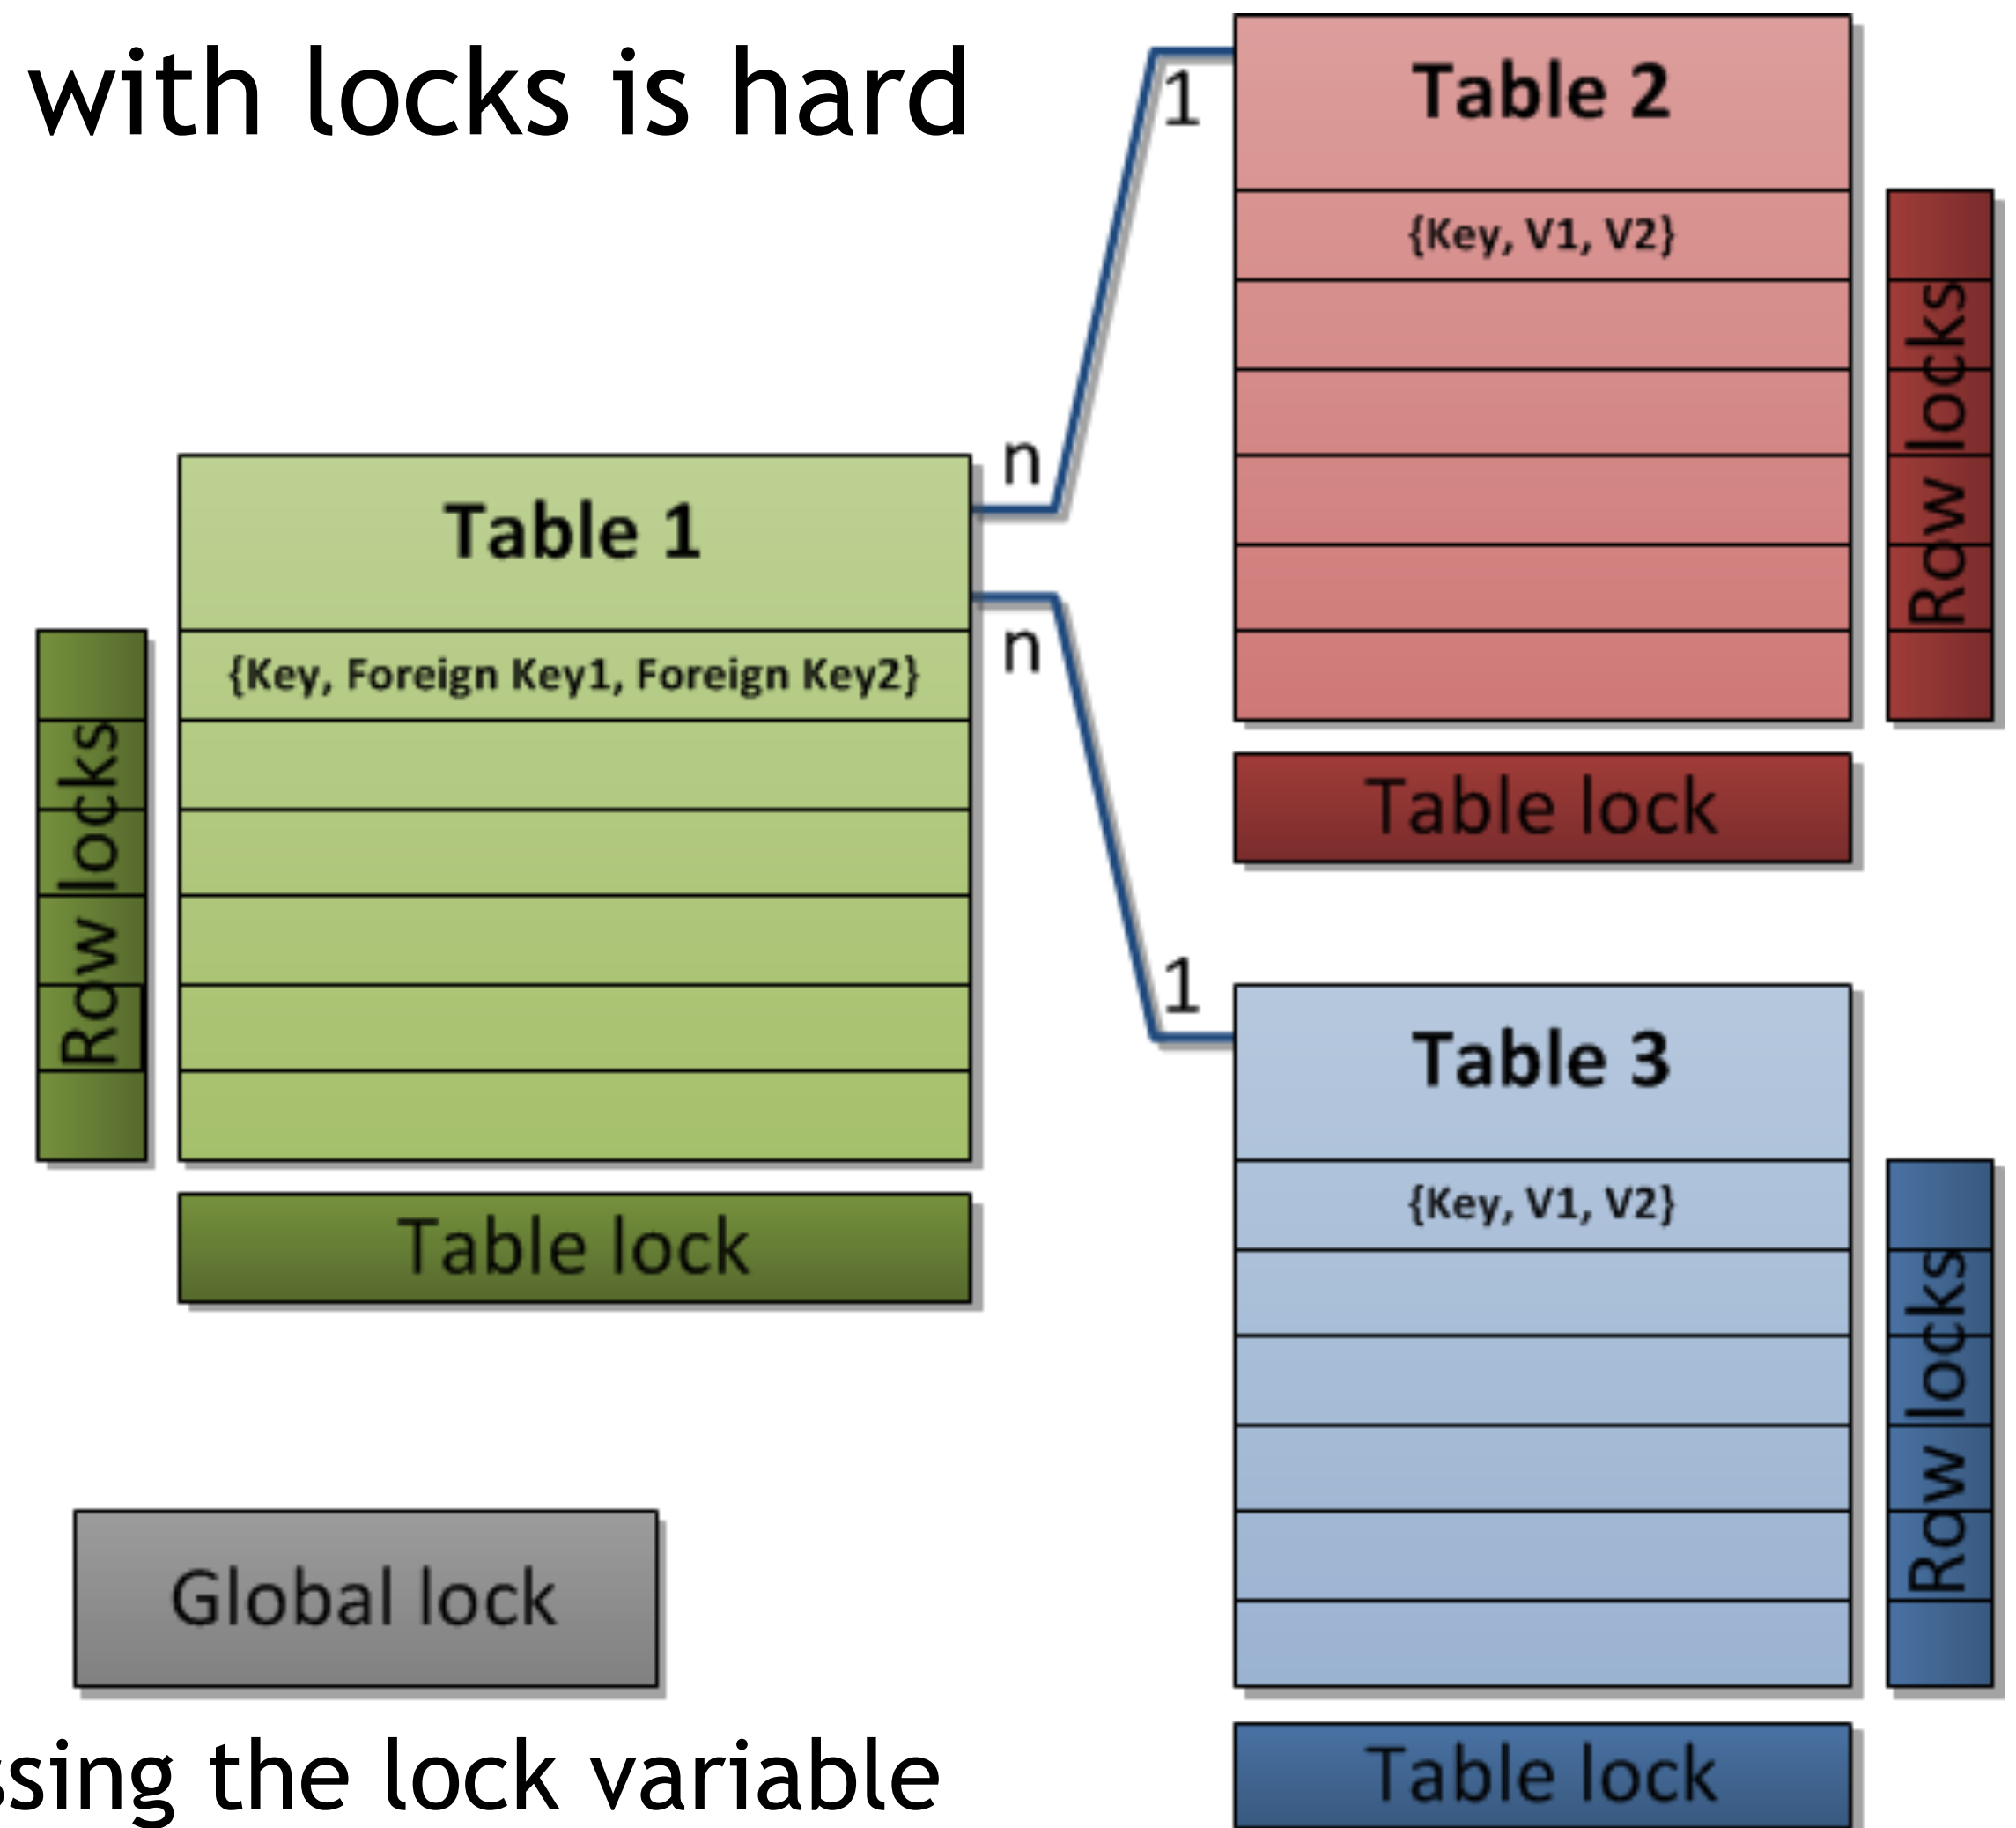 with locks is hard
Table 2
1
{Key, V1, V2}
Row locks
n
Table 1
n
{Key, Foreign Key1, Foreign Key2}
Row locks
Table lock
Table lock
1
Table 3
{Key, V1, V2}
Row locks
Global lock
the lock variable
Table lock